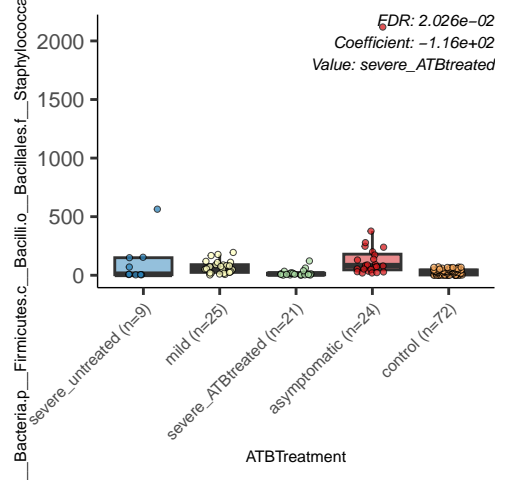 FDR: 2.026e−02
Coefficient: −1.16e+02
Value: severe_ATBtreated
__Bacteria.p__Firmicutes.c__Bacilli.o__Bacillales.f__Staphylococca
2000
1500
1000
500
0
severe_untreated (n=9)
mild (n=25)
severe_ATBtreated (n=21)
asymptomatic (n=24)
control (n=72)
ATBTreatment